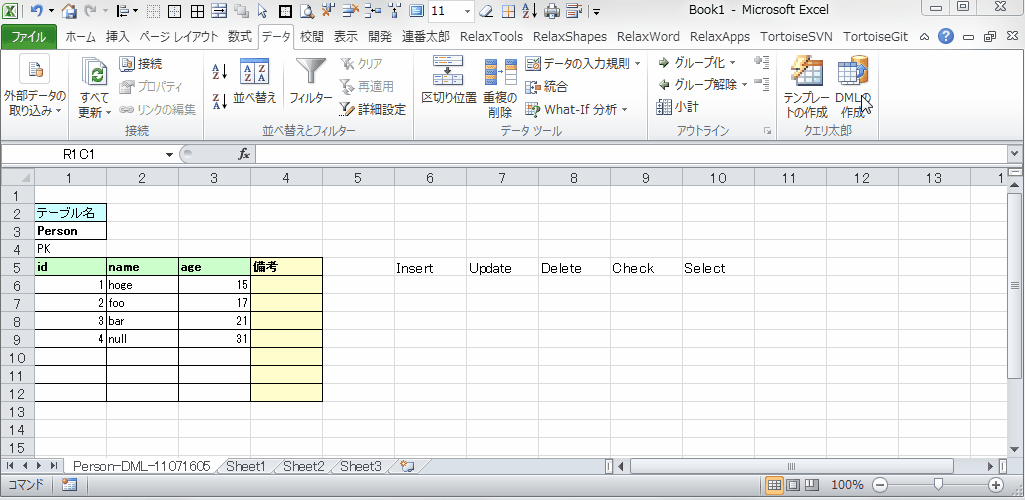 11
Book1 - Microsoft Excel
ファイル ホーム 挿入 ページ レイアウト 数式 データ 校閲 表示 開発 連番太郎 RelaxTools RelaxShapes RelaxWord RelaxApps TortoiseSVN TortoiseGit
外部データの
取り込み
すべて
更新
接続
プロパティ
リンクの編集
接続
並べ替え
フィルター
クリア
再適用
詳細設定
並べ替えとフィルター
区切り位置
重複の
削除
データの入力規則
統合
What-If 分析
データ ツール
グループ化
グループ解除
小計
アウトライン
テンプレー
トの作成
DMLの
作成
クエリ太郎
R1C1
fx
1 2 3 4 5 6 7 8 9 10 11 12 13 1
1
2 テーブル名
3 Person
4 PK
5 id name age 備考 Insert Update Delete Check Select
6 1 hoge 15
7 2 foo 17
8 3 bar 21
9 4 null 31
10
11
12
13
14
15
Person-DML-11071605 Sheet1 Sheet2 Sheet3
コマンド
100%